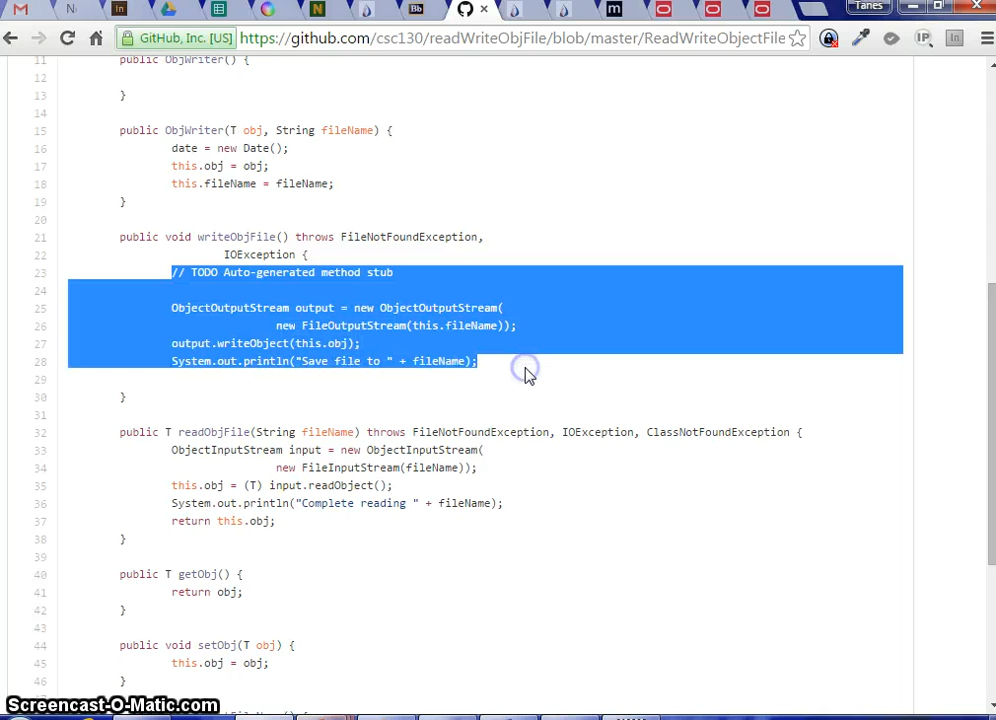 Tanes
GitHub, Inc. [US]
https://github.com/csc130/readWriteObjFile/blob/master/ReadWriteObjectFile
11 public ObjWriter() {
12
13 }
14
15 public ObjWriter(T obj, String fileName) {
16 date = new Date();
17 this.obj = obj;
18 this.fileName = fileName;
19 }
20
21 public void writeObjFile() throws FileNotFoundException,
22 IOException {
23 // TODO Auto-generated method stub
24
25 ObjectOutputStream output = new ObjectOutputStream(
26 new FileOutputStream(this.fileName));
27 output.writeObject(this.obj);
28 System.out.println("Save file to " + fileName);
29
30 }
31
32 public T readObjFile(String fileName) throws FileNotFoundException, IOException, ClassNotFoundException {
33 ObjectInputStream input = new ObjectInputStream(
34 new FileInputStream(fileName));
35 this.obj = (T) input.readObject();
36 System.out.println("Complete reading " + fileName);
37 return this.obj;
38 }
39
40 public T getObj() {
41 return obj;
42 }
43
44 public void setObj(T obj) {
45 this.obj = obj;
46 }
Screencast-O-Matic.com